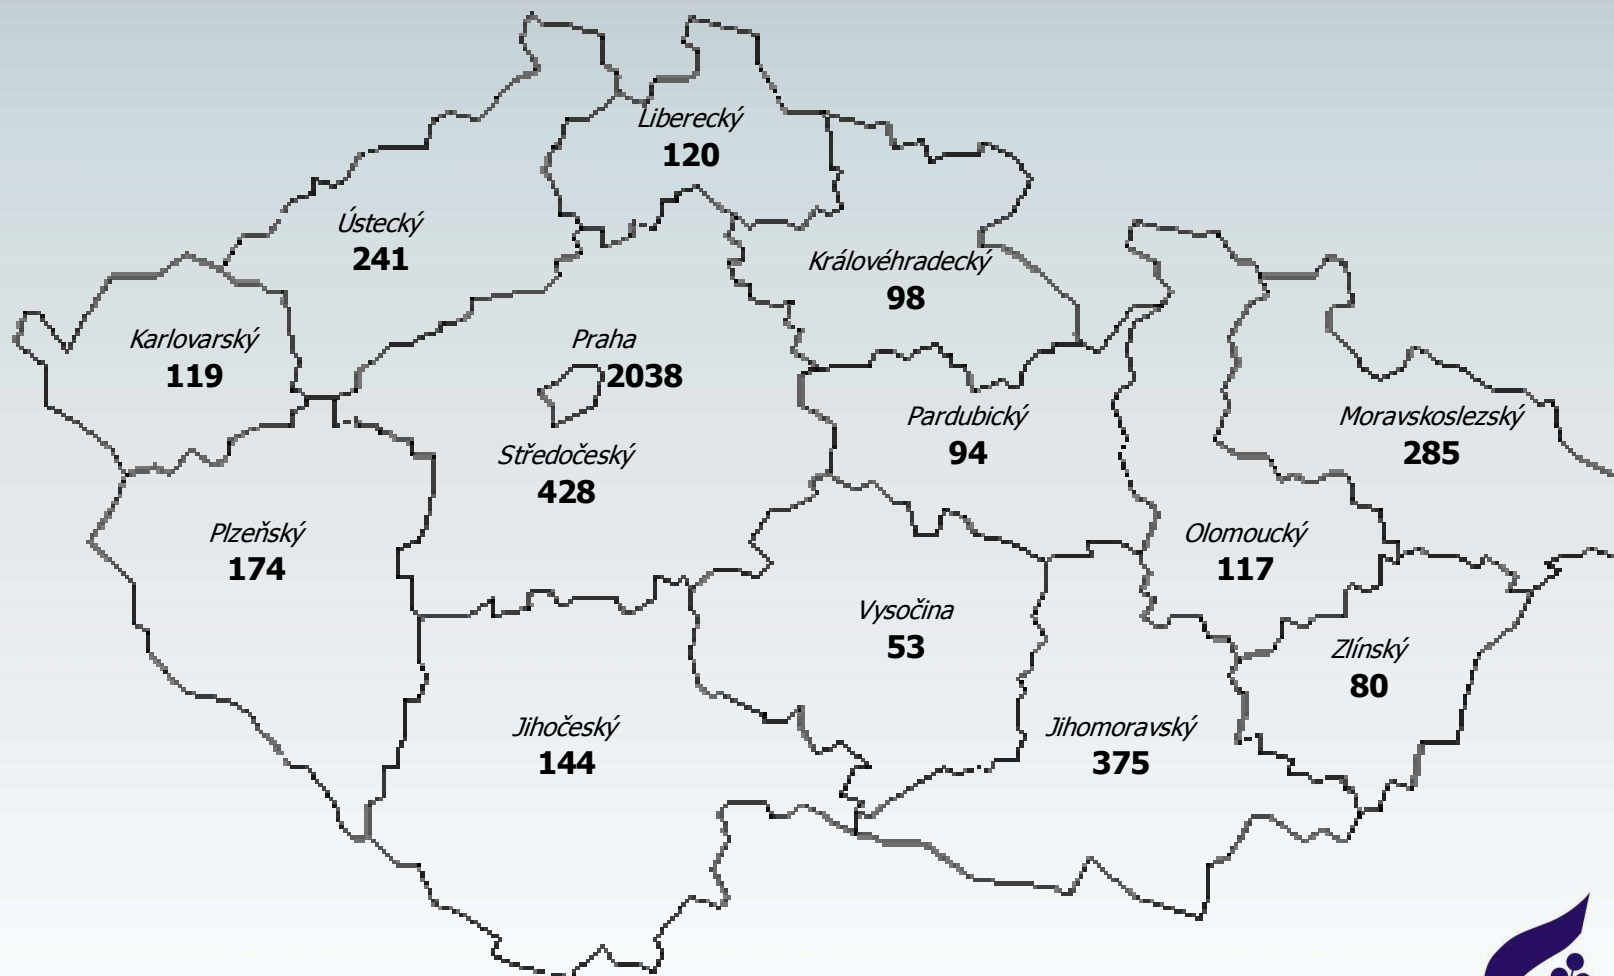 Liberecký
120
Ústecký
241
Královéhradecký
98
Karlovarský
119
Praha
2038
Pardubický
94
Moravskoslezský
285
Středočeský
428
Plzeňský
174
Olomoucký
117
Vysočina
53
Zlínský
80
Jihočeský
144
Jihomoravský
375